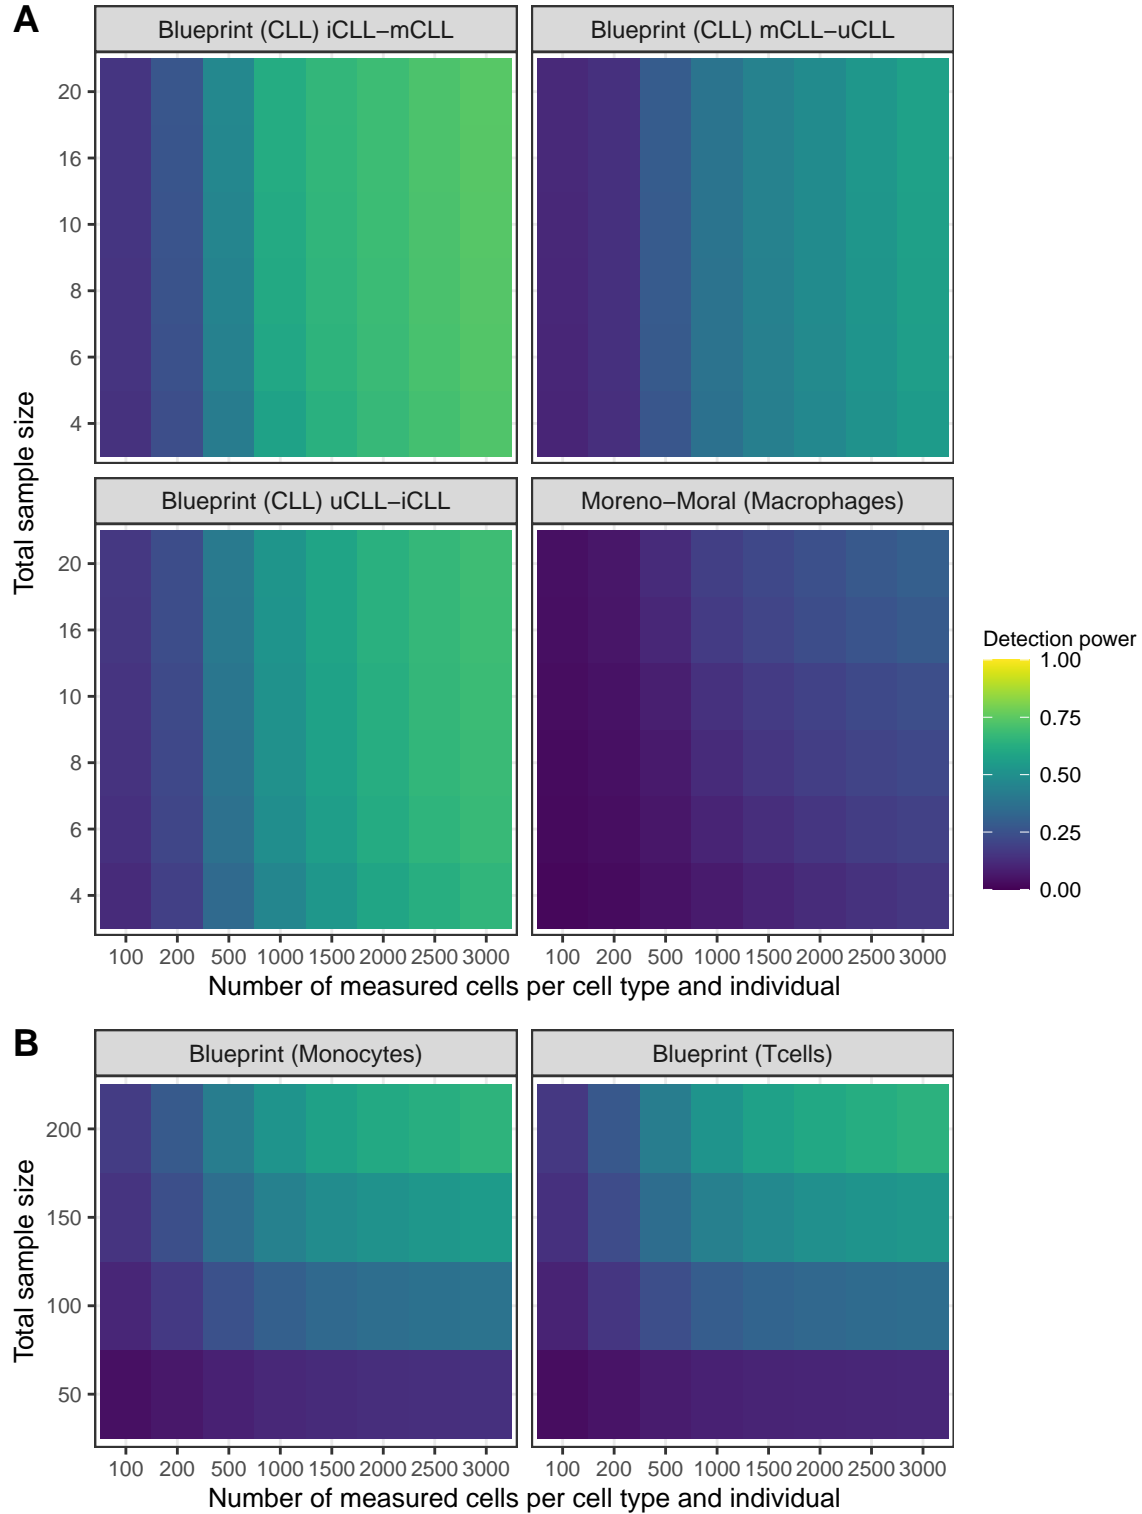 A
Blueprint (CLL) iCLL−mCLL
Blueprint (CLL) mCLL−uCLL
20
16
10
8
6
4
Blueprint (CLL) uCLL−iCLL
Moreno−Moral (Macrophages)
20
16
10
8
6
4
Total sample size
100 200 500 1000 1500 2000 2500 3000
100 200 500 1000 1500 2000 2500 3000
Number of measured cells per cell type and individual
Detection power
1.00
0.75
0.50
0.25
0.00
B
Blueprint (Monocytes)
Blueprint (Tcells)
200
150
100
50
Total sample size
100 200 500 1000 1500 2000 2500 3000
100 200 500 1000 1500 2000 2500 3000
Number of measured cells per cell type and individual